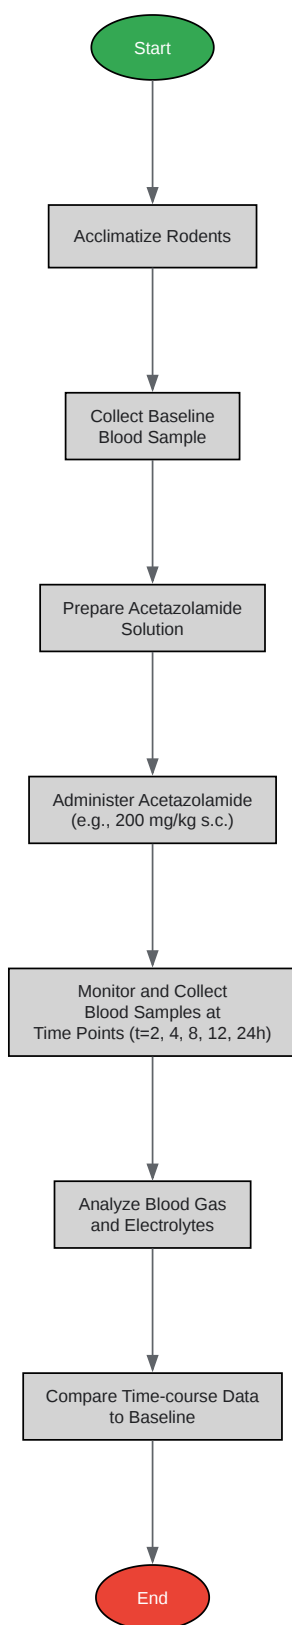 Start
Acclimatize Rodents
Collect Baseline
Blood Sample
Prepare Acetazolamide
Solution
Administer Acetazolamide
(e.g., 200 mg/kg s.c.)
Monitor and Collect
Blood Samples at
Time Points (t=2, 4, 8, 12, 24h)
Analyze Blood Gas
and Electrolytes
Compare Time-course Data
to Baseline
End